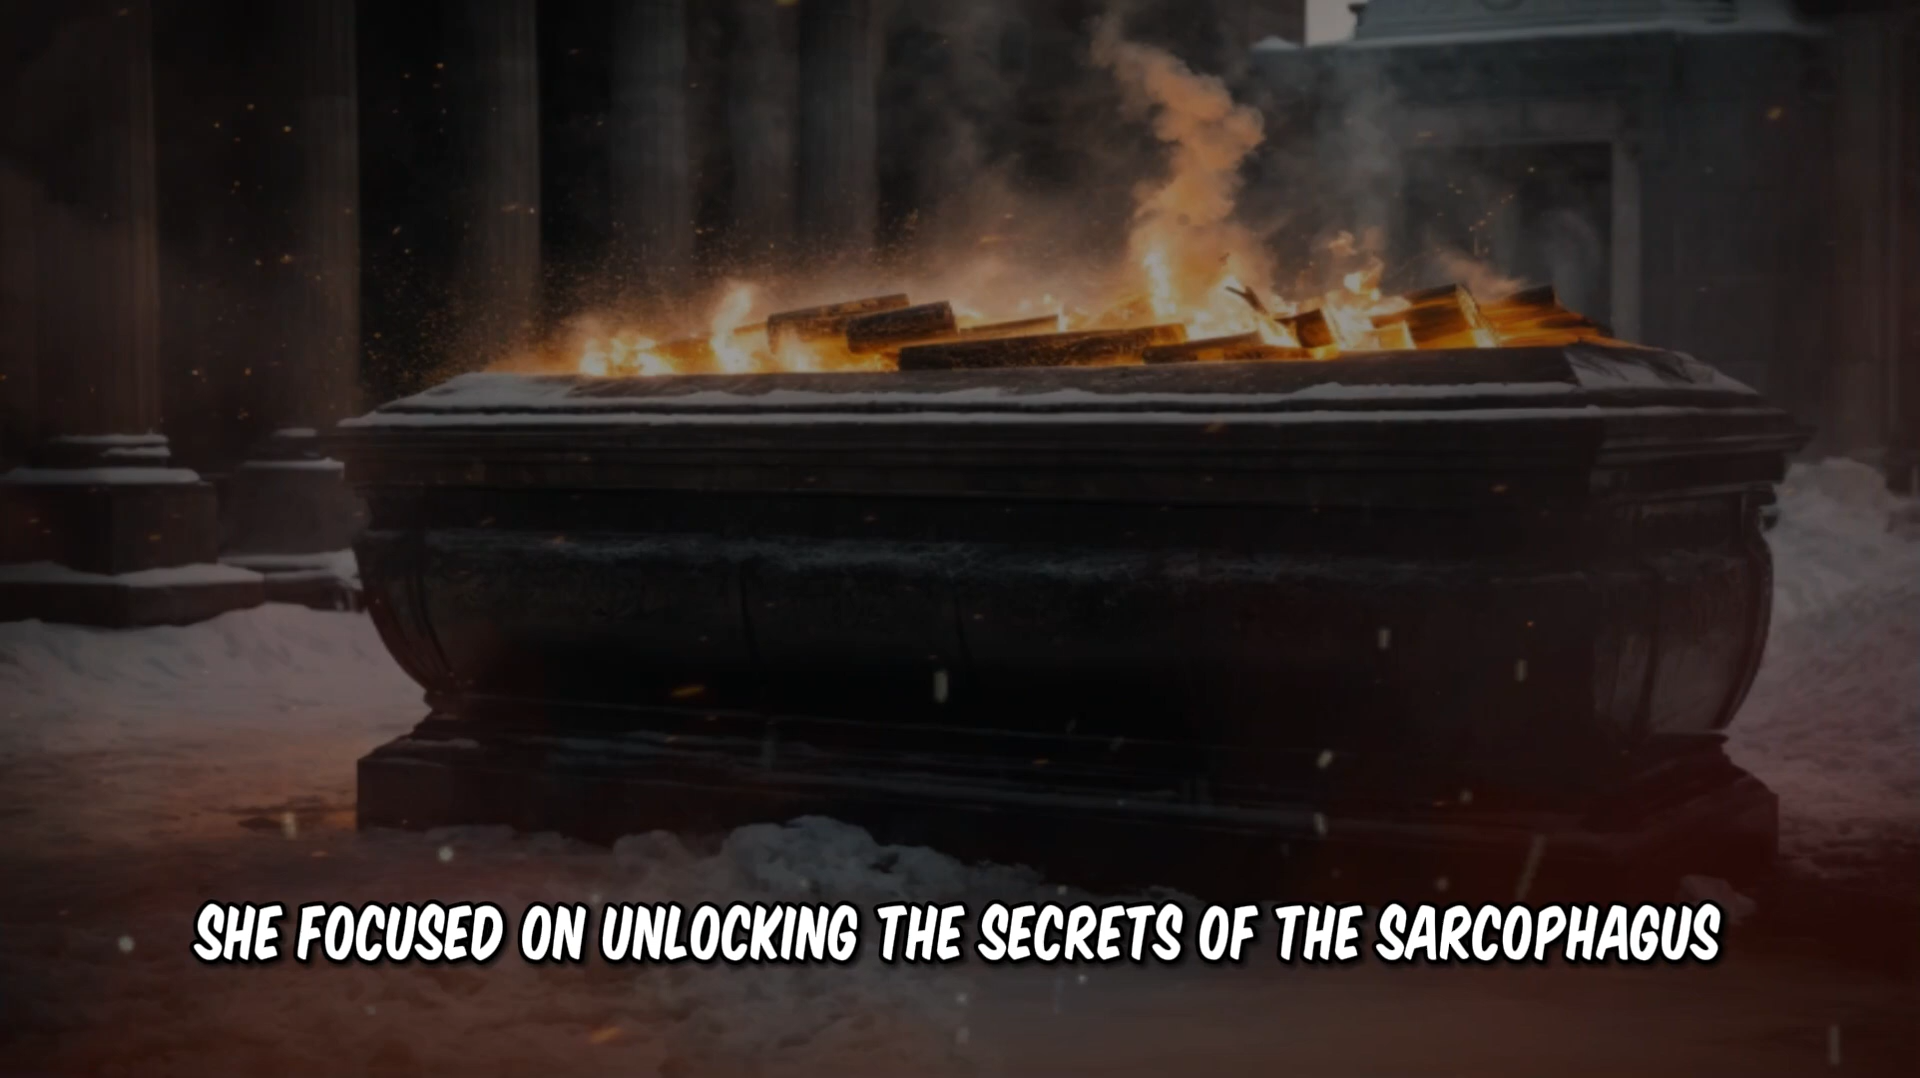 SHE FOCUSED ON UNLOCKING THE SECRETS OF THE SARCOPHAGUS